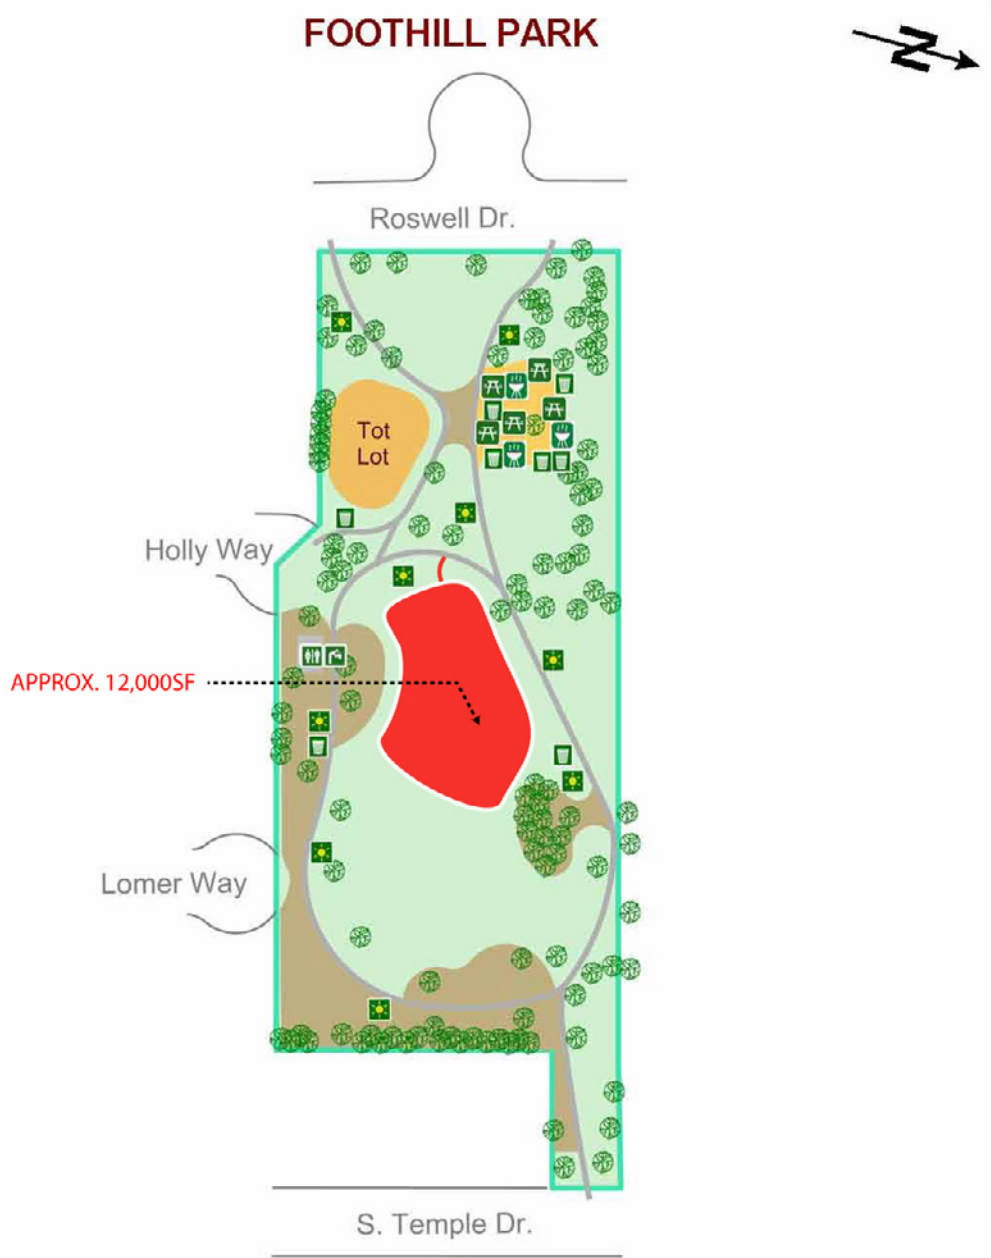 FOOTHILL PARK
N
Roswell Dr.
Tot
Lot
Holly Way
APPROX. 12,000SF
Lomer Way
S. Temple Dr.